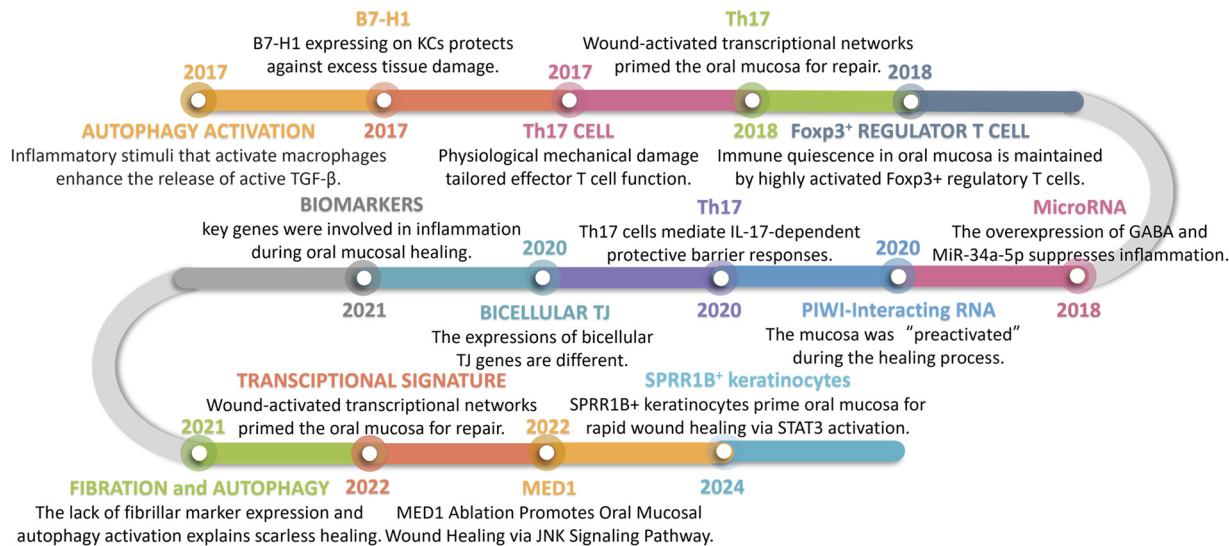 B7-H1
B7-H1 expressing on KCs protects
against excess tissue damage.
Th17
Wound-activated transcriptional networks
primed the oral mucosa for repair.
2017
2017
2018
AUTOPHAGY ACTIVATION
2017
Th17 CELL
2018
Foxp3⁺ REGULATOR T CELL
Inflammatory stimuli that activate macrophages
enhance the release of active TGF-β.
Physiological mechanical damage
tailored effector T cell function.
Immune quiescence in oral mucosa is maintained
by highly activated Foxp3+ regulatory T cells.
BIOMARKERS
key genes were involved in inflammation
during oral mucosal healing.
Th17
Th17 cells mediate IL-17-dependent
protective barrier responses.
MicroRNA
The overexpression of GABA and
MiR-34a-5p suppresses inflammation.
2020
2020
2021
BICELLULAR TJ
2020
PIWI-Interacting RNA
2018
The expressions of bicellular
TJ genes are different.
The mucosa was “preactivated”
during the healing process.
TRANSCIPTIONAL SIGNATURE
Wound-activated transcriptional networks
primed the oral mucosa for repair.
SPRR1B⁺ keratinocytes
SPRR1B+ keratinocytes prime oral mucosa for
rapid wound healing via STAT3 activation.
2021
2022
FIBRATION and AUTOPHAGY
2022
MED1
2024
The lack of fibrillar marker expression and
autophagy activation explains scarless healing.
MED1 Ablation Promotes Oral Mucosal
Wound Healing via JNK Signaling Pathway.